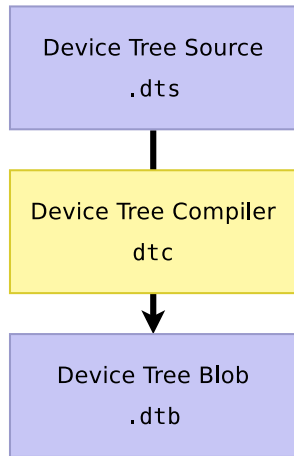 Device Tree Source
.dts
Device Tree Compiler
dtc
Device Tree Blob
.dtb